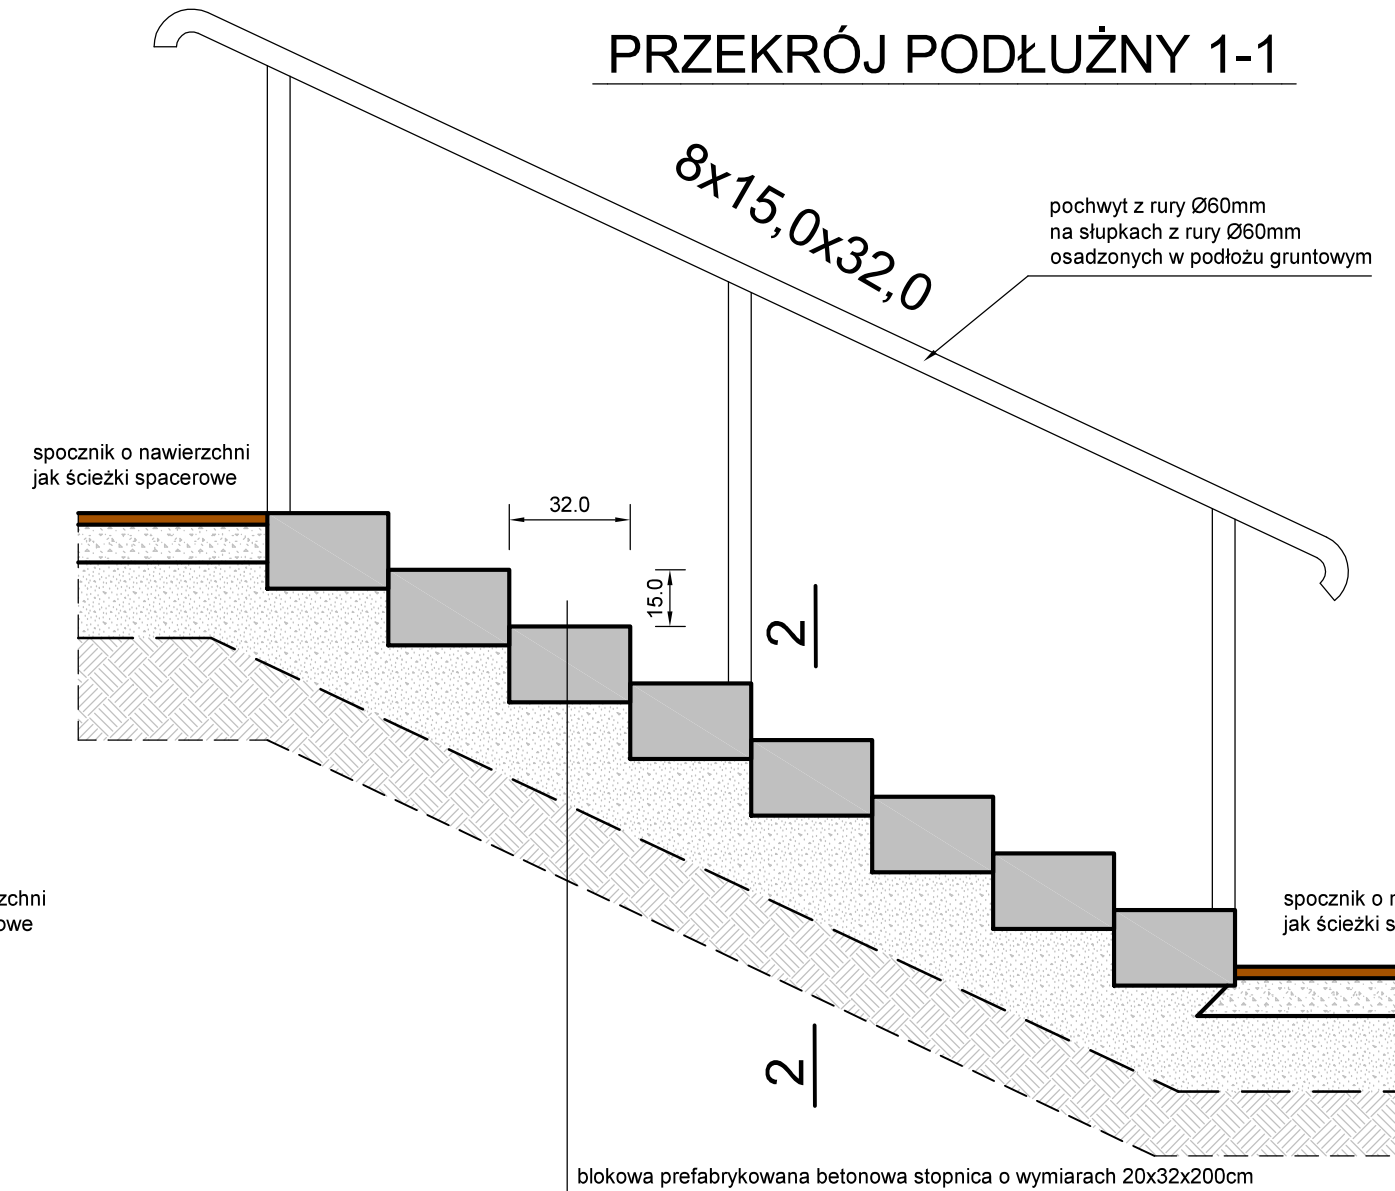 PRZEKRÓJ PODŁUŻNY 1-1
8x15,0x32,0
pochwyt z rury Ø60mm
na słupkach z rury Ø60mm
osadzonych w podłożu gruntowym
spocznik o nawierzchni
jak ścieżki spacerowe
32.0
15.0
2
zchni
owe
spocznik o
jak ścieżki s
2
blokowa prefabrykowana betonowa stopnica o wymiarach 20x32x200cm